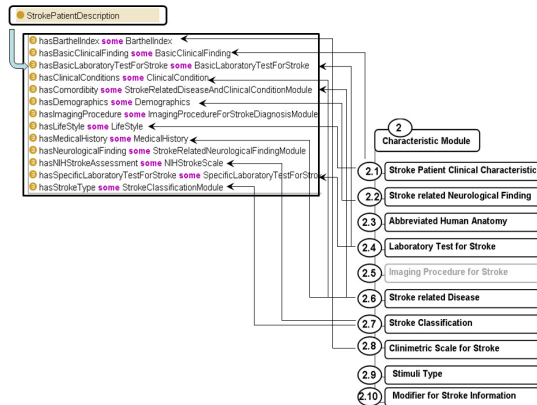 StrokePatientDescription
hasBarthelIndex some BarthelIndex
hasBasicClinicalFinding some BasicClinicalFinding
hasBasicLaboratoryTestForStroke some BasicLaboratoryTestForStroke
hasClinicalConditions some ClinicalCondition
hasComordibity some StrokeRelatedDiseaseAndClinicalConditionModule
hasDemographics some Demographics
hasImagingProcedure some ImagingProcedureForStrokeDiagnosisModule
hasLifeStyle some LifeStyle
hasMedicalHistory some MedicalHistory
hasNeurologicalFinding some StrokeRelatedNeurologicalFindingModule
hasNIHStrokeAssessment some NIHStrokeScale
hasSpecificLaboratoryTestForStroke some SpecificLaboratoryTestForStro
hasStrokeType some StrokeClassificationModule
2
Characteristic Module
2.1 Stroke Patient Clinical Characteristic
2.2 Stroke related Neurological Finding
2.3 Abbreviated Human Anatomy
2.4 Laboratory Test for Stroke
2.5 Imaging Procedure for Stroke
2.6 Stroke related Disease
2.7 Stroke Classification
2.8 Clinimetric Scale for Stroke
2.9 Stimuli Type
2.10 Modifier for Stroke Information